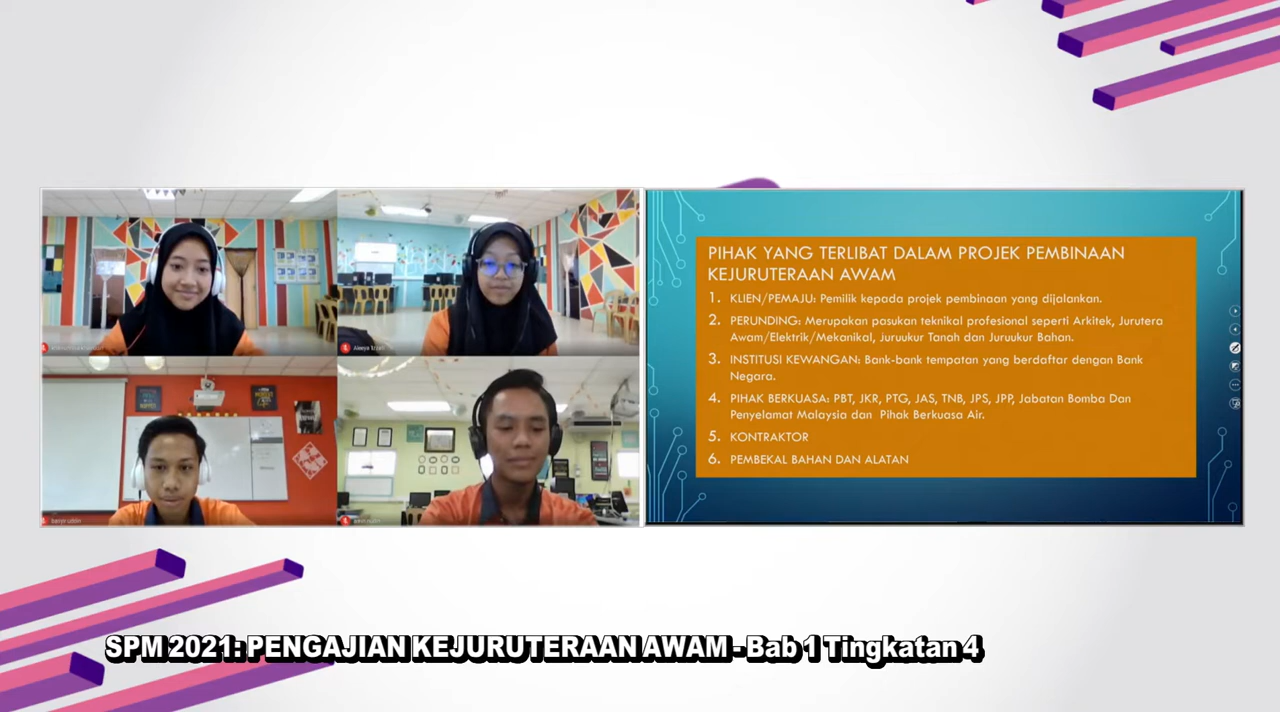 PIHAK YANG TERLIBAT DALAM PROJEK PEMBINAAN
KEJURUTERAAN AWAM
1. KLIEN/PEMAJU: Pemilik kepada projek pembinaan yang dijalankan.
2. PERUNDING: Merupakan pasukan teknikal profesional seperti Arkitek, Jurutera
Awam/Elektrik/Mekanikal, Juruukur Tanah dan Juruukur Bahan.
3. INSTITUSI KEWANGAN: Bank-bank tempatan yang berdaftar dengan Bank
Negara.
4. PIHAK BERKUASA: PBT, JKR, PTG, JAS, TNB, JPS, JPP, Jabatan Bomba Dan
Penyelamat Malaysia dan Pihak Berkuasa Air.
5. KONTRAKTOR
6. PEMBEKAL BAHAN DAN ALATAN
SPM 2021: PENGAJIAN KEJURUTERAAN AWAM - Bab 1 Tingkatan 4